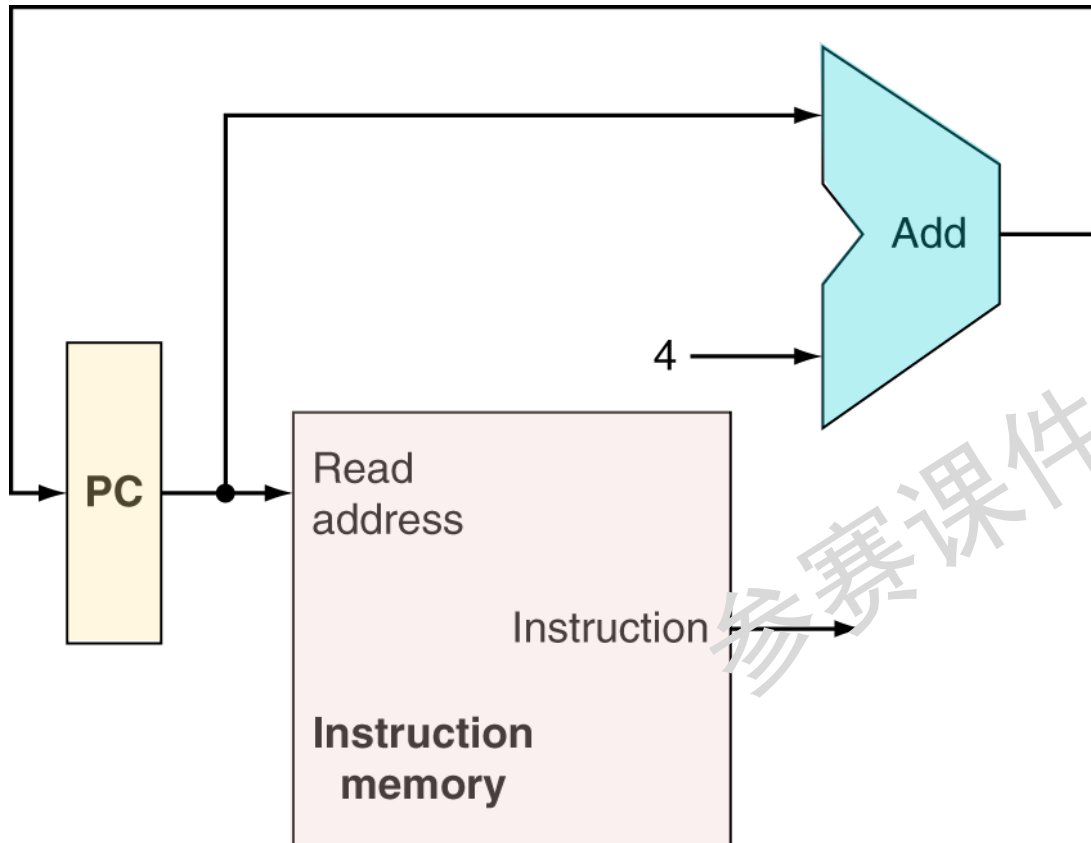 Add
4
PC
Read
address
Instruction
Instruction
memory
参赛课件